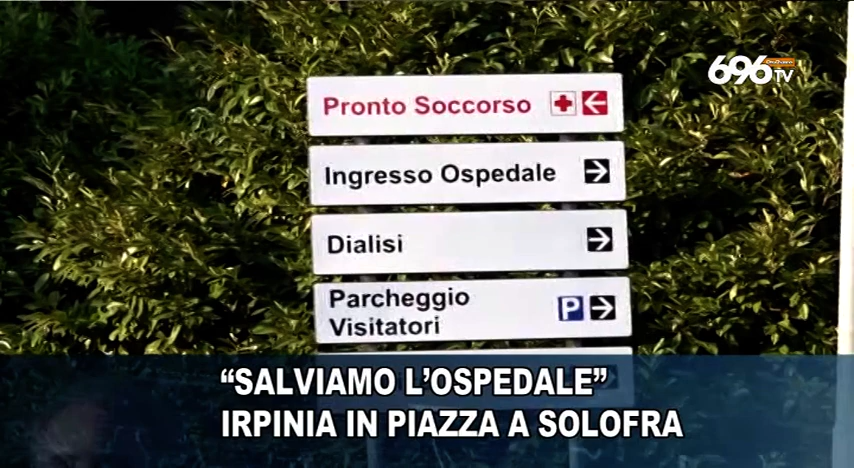 696
TV
Pronto Soccorso
Ingresso Ospedale
Dialisi
Parcheggio P
Visitatori
“SALVIAMO L’OSPEDALE”
IRPINIA IN PIAZZA A SOLOFRA